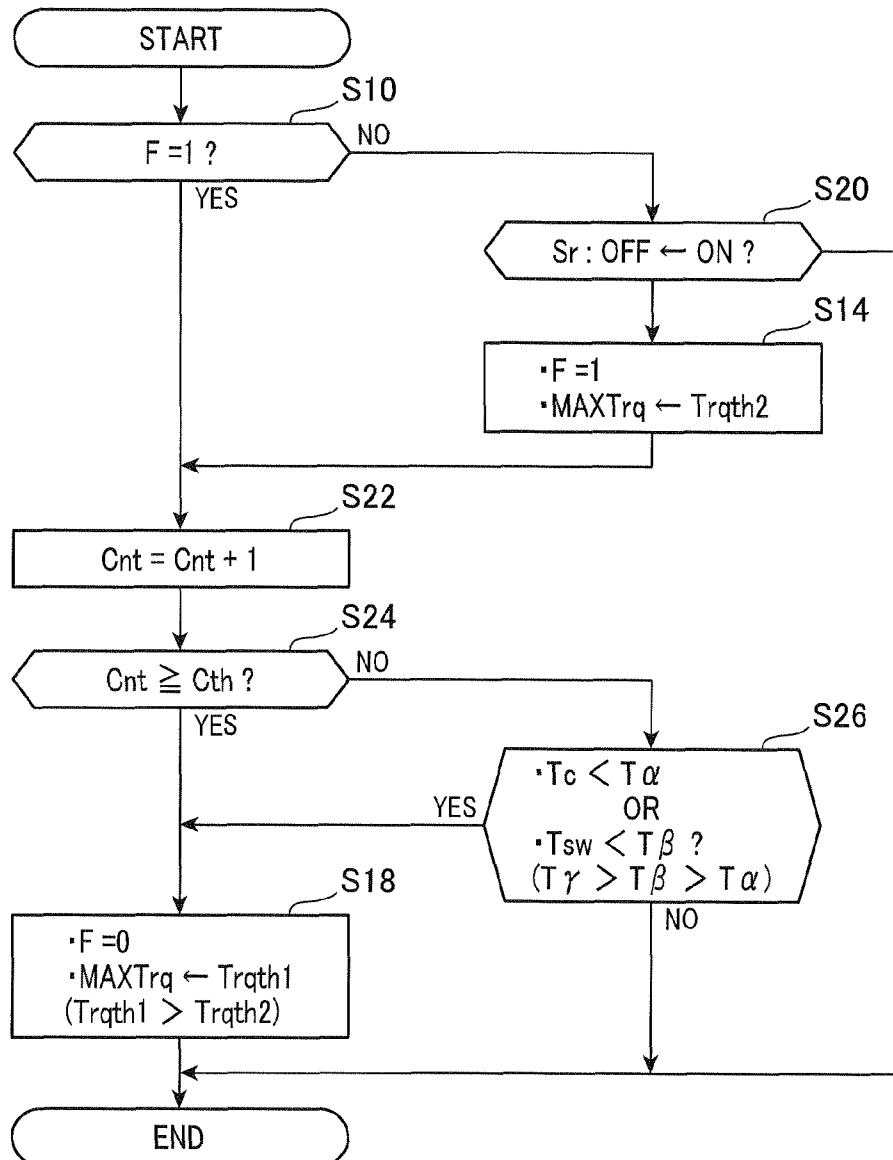 START
S10
F =1 ?
NO
YES
S20
Sr : OFF ← ON ?
S14
・F =1
・MAXTrq ← Trqth2
S22
Cnt = Cnt + 1
S24
Cnt ≧ Cth ?
NO
YES
S26
・Tc < Tα
OR
・Tsw < Tβ ?
(Tγ > Tβ > Tα)
YES
NO
S18
・F =0
・MAXTrq ← Trqth1
(Trqth1 > Trqth2)
END